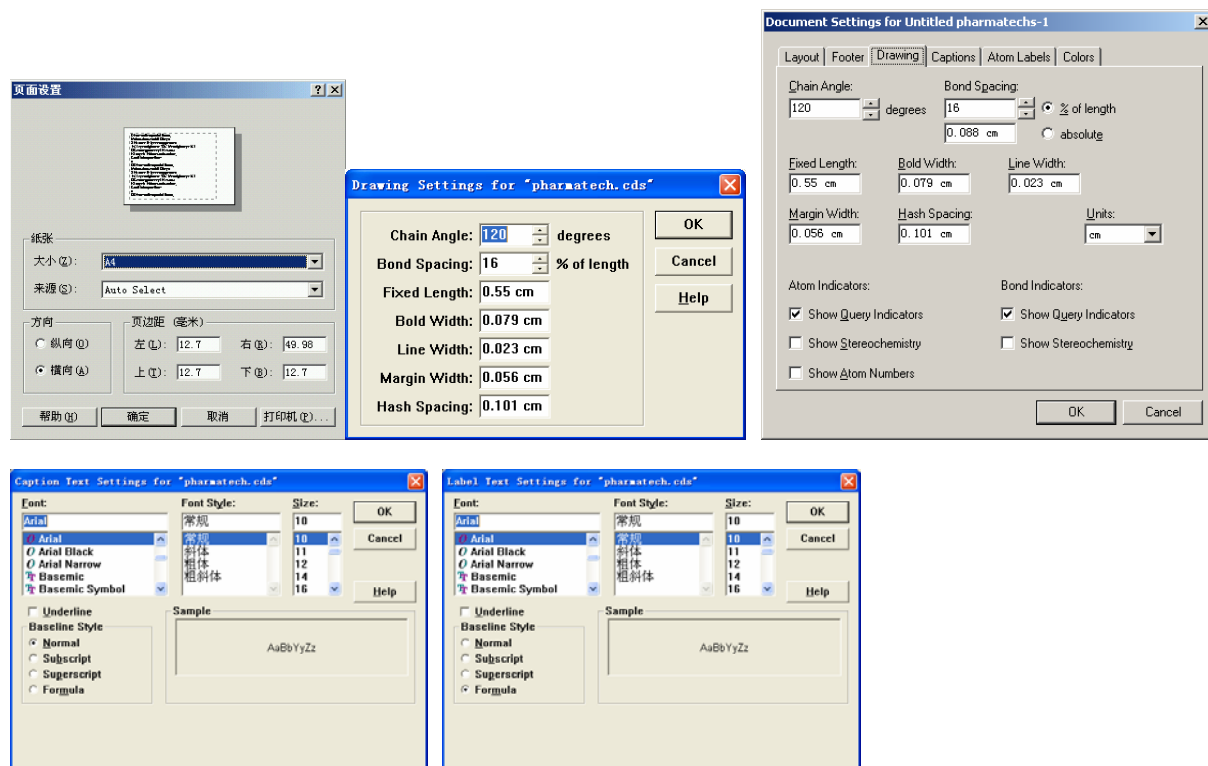 页面设置
纸张
大小(Z): A4
来源(S): Auto Select
方向
纵向(O)
横向(A)
页边距 (毫米)
左(L): 12.7 右(R): 49.98
上(T): 12.7 下(B): 12.7
帮助(H) 确定 取消 打印机(P)...
Drawing Settings for "pharmatech.cds"
Chain Angle: 120 degrees
Bond Spacing: 16 % of length
Fixed Length: 0.55 cm
Bold Width: 0.079 cm
Line Width: 0.023 cm
Margin Width: 0.056 cm
Hash Spacing: 0.101 cm
OK
Cancel
Help
Document Settings for Untitled pharmatechs-1
Layout Footer Drawing Captions Atom Labels Colors
Chain Angle: Bond Spacing:
120 degrees 16 % of length
0.088 cm absolute
Fixed Length: Bold Width: Line Width:
0.55 cm 0.079 cm 0.023 cm
Margin Width: Hash Spacing: Units:
0.056 cm 0.101 cm cm
Atom Indicators: Bond Indicators:
Show Query Indicators Show Query Indicators
Show Stereochemistry Show Stereochemistry
Show Atom Numbers
OK Cancel
Caption Text Settings for "pharmatech.cds"
Font: Font Style: Size:
Arial 常规 10
Arial 常规 10
Arial Black 斜体 11
Arial Narrow 粗体 12
Basemic 粗斜体 14
Basemic Symbol 16
OK
Cancel
Help
Underline
Baseline Style
Normal
Subscript
Superscript
Formula
Sample
AaBbYyZz
Label Text Settings for "pharmatech.cds"
Font: Font Style: Size:
Arial 常规 10
Arial 常规 10
Arial Black 斜体 11
Arial Narrow 粗体 12
Basemic 粗斜体 14
Basemic Symbol 16
OK
Cancel
Help
Underline
Baseline Style
Normal
Subscript
Superscript
Formula
Sample
AaBbYyZz